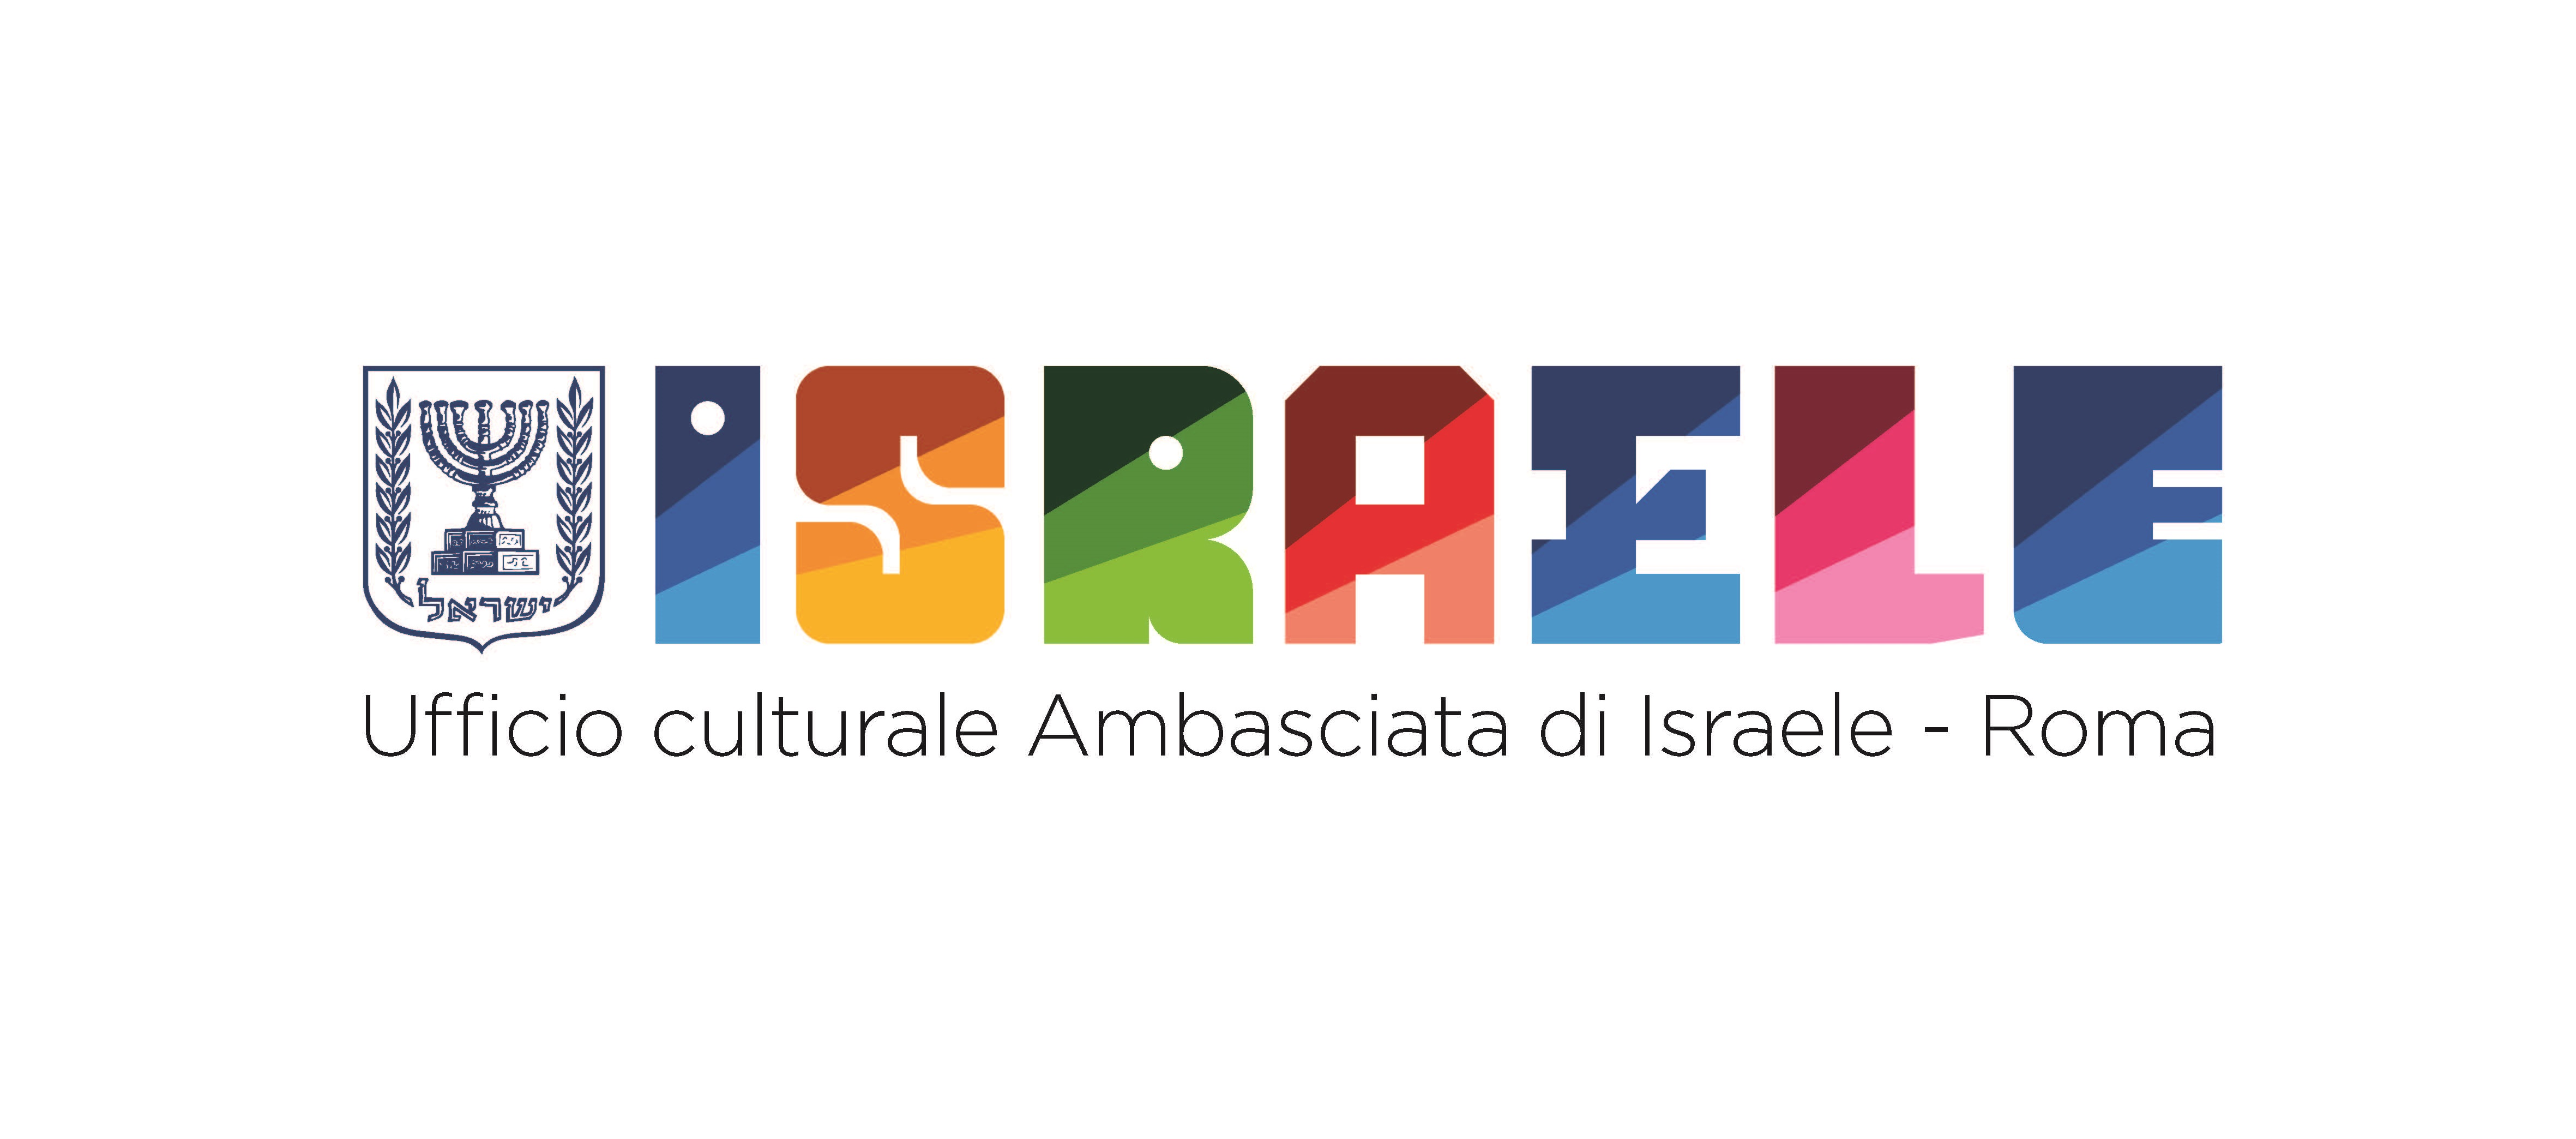 ישראל
ISRAELE
Ufficio culturale Ambasciata di Israele - Roma